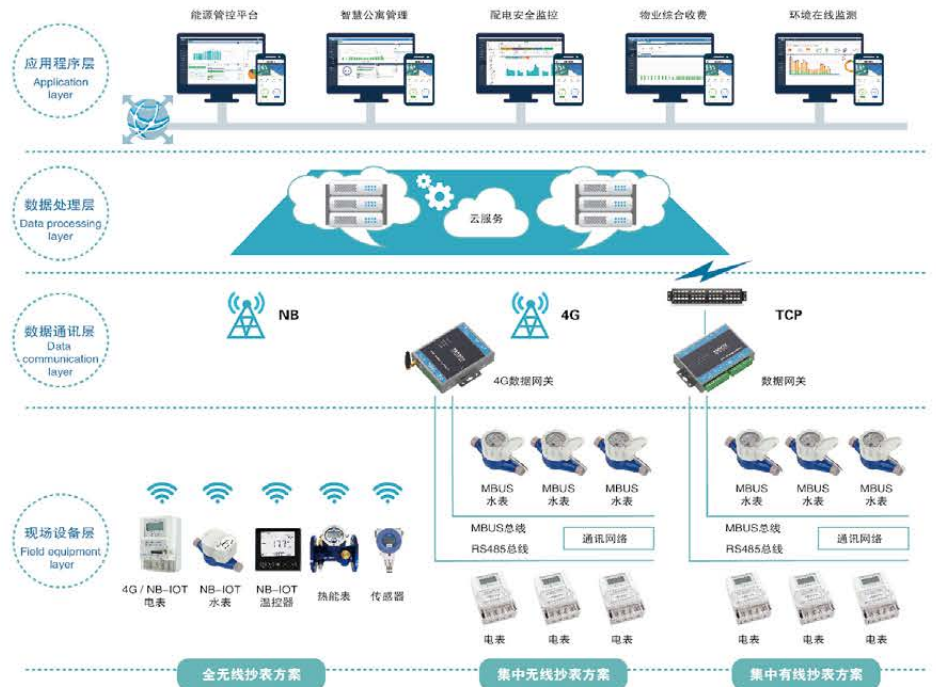 能源管控平台
智慧公寓管理
配电安全监控
物业综合收费
环境在线监测
应用程序层
Application
layer
数据处理层
Data processing
layer
云服务
数据通讯层
Data
communication
layer
NB
4G
TCP
4G数据网关
数据网关
现场设备层
Field equipment
layer
4G / NB-IOT
电表
NB-IOT
水表
NB-IOT
温控器
热能表
传感器
MBUS
水表
MBUS
水表
MBUS
水表
MBUS总线
RS485总线
通讯网络
电表
电表
电表
MBUS
水表
MBUS
水表
MBUS
水表
MBUS总线
RS485总线
通讯网络
电表
电表
电表
全无线抄表方案
集中无线抄表方案
集中有线抄表方案